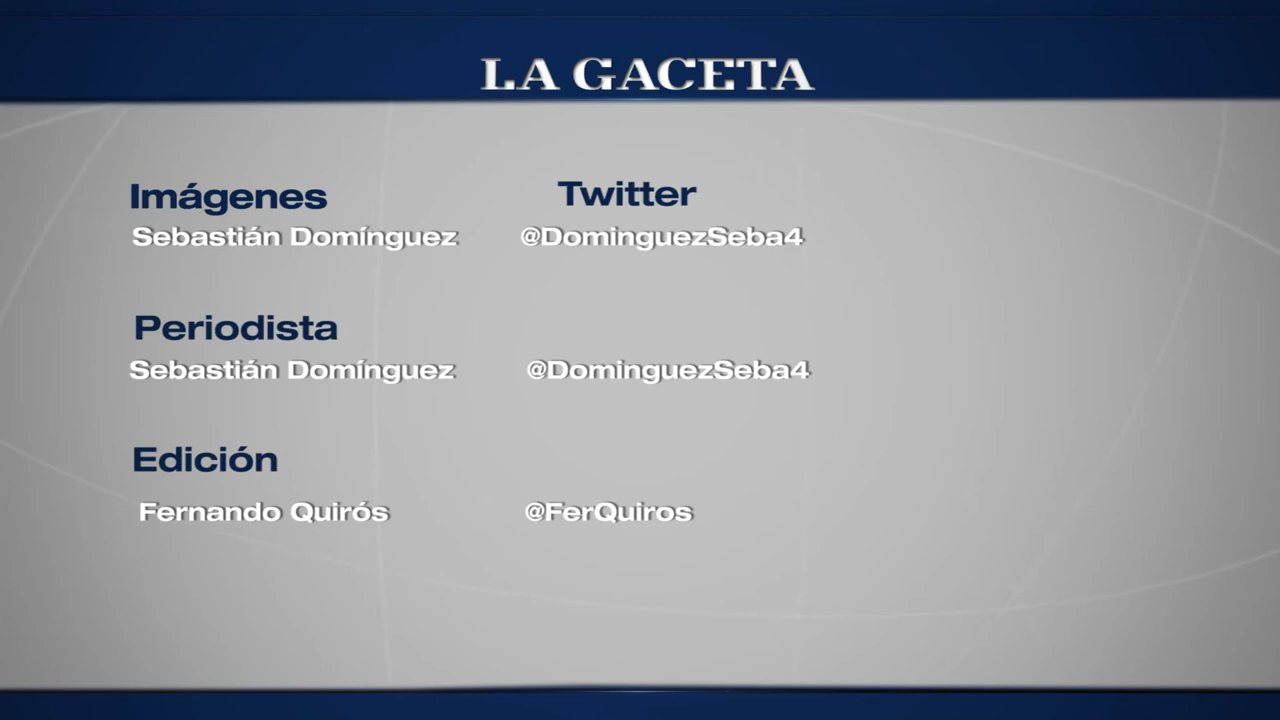 LA GACETA
Imágenes
Twitter
Sebastián Domínguez
@DominguezSeba4
Periodista
Sebastián Domínguez
@DominguezSeba4
Edición
Fernando Quirós
@FerQuiros